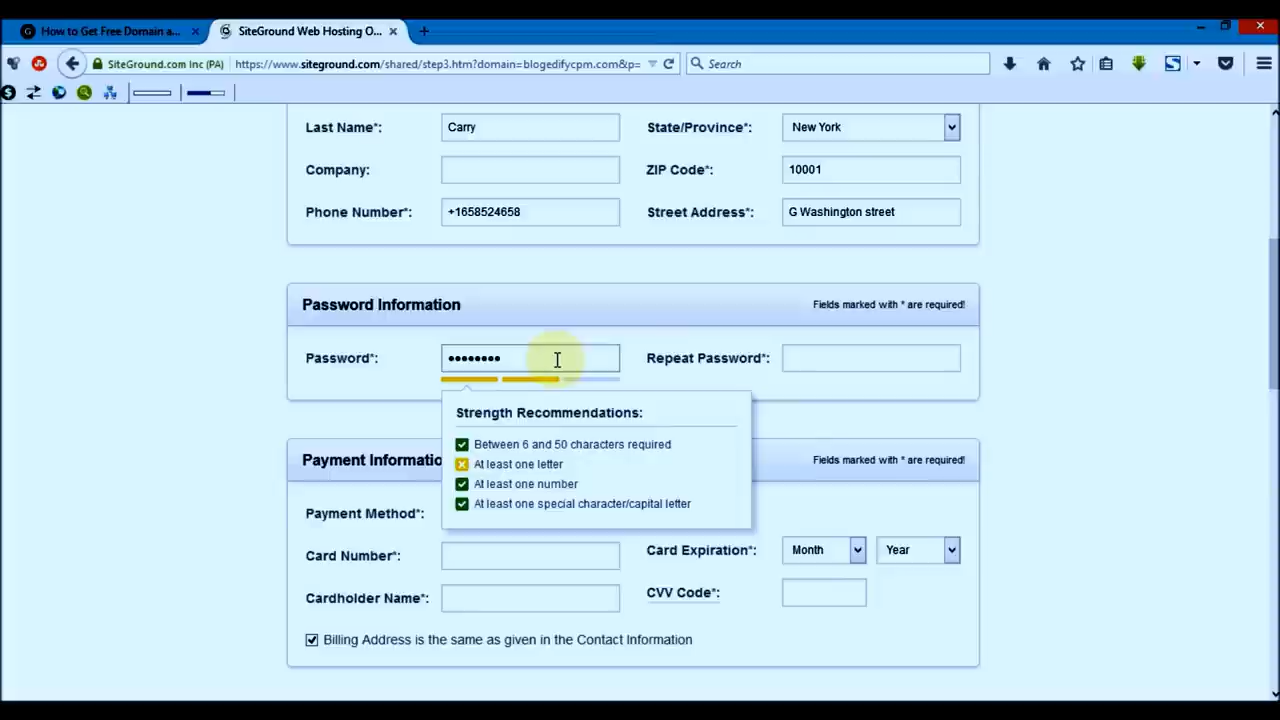 How to Get Free Domain a...
SiteGround Web Hosting O...
SiteGround.com Inc (PA)
https://www.siteground.com/shared/step3.htm?domain=blogedifycpm.com&p=
Search
Last Name*: Carry State/Province*: New York
Company: ZIP Code*: 10001
Phone Number*: +1658524658 Street Address*: G Washington street
Password Information Fields marked with * are required!
Password*: •••••••• Repeat Password*:
Strength Recommendations:
Between 6 and 50 characters required
At least one letter
At least one number
At least one special character/capital letter
Payment Informatio Fields marked with * are required!
Payment Method*:
Card Number*: Card Expiration*: Month Year
Cardholder Name*: CVV Code*:
Billing Address is the same as given in the Contact Information